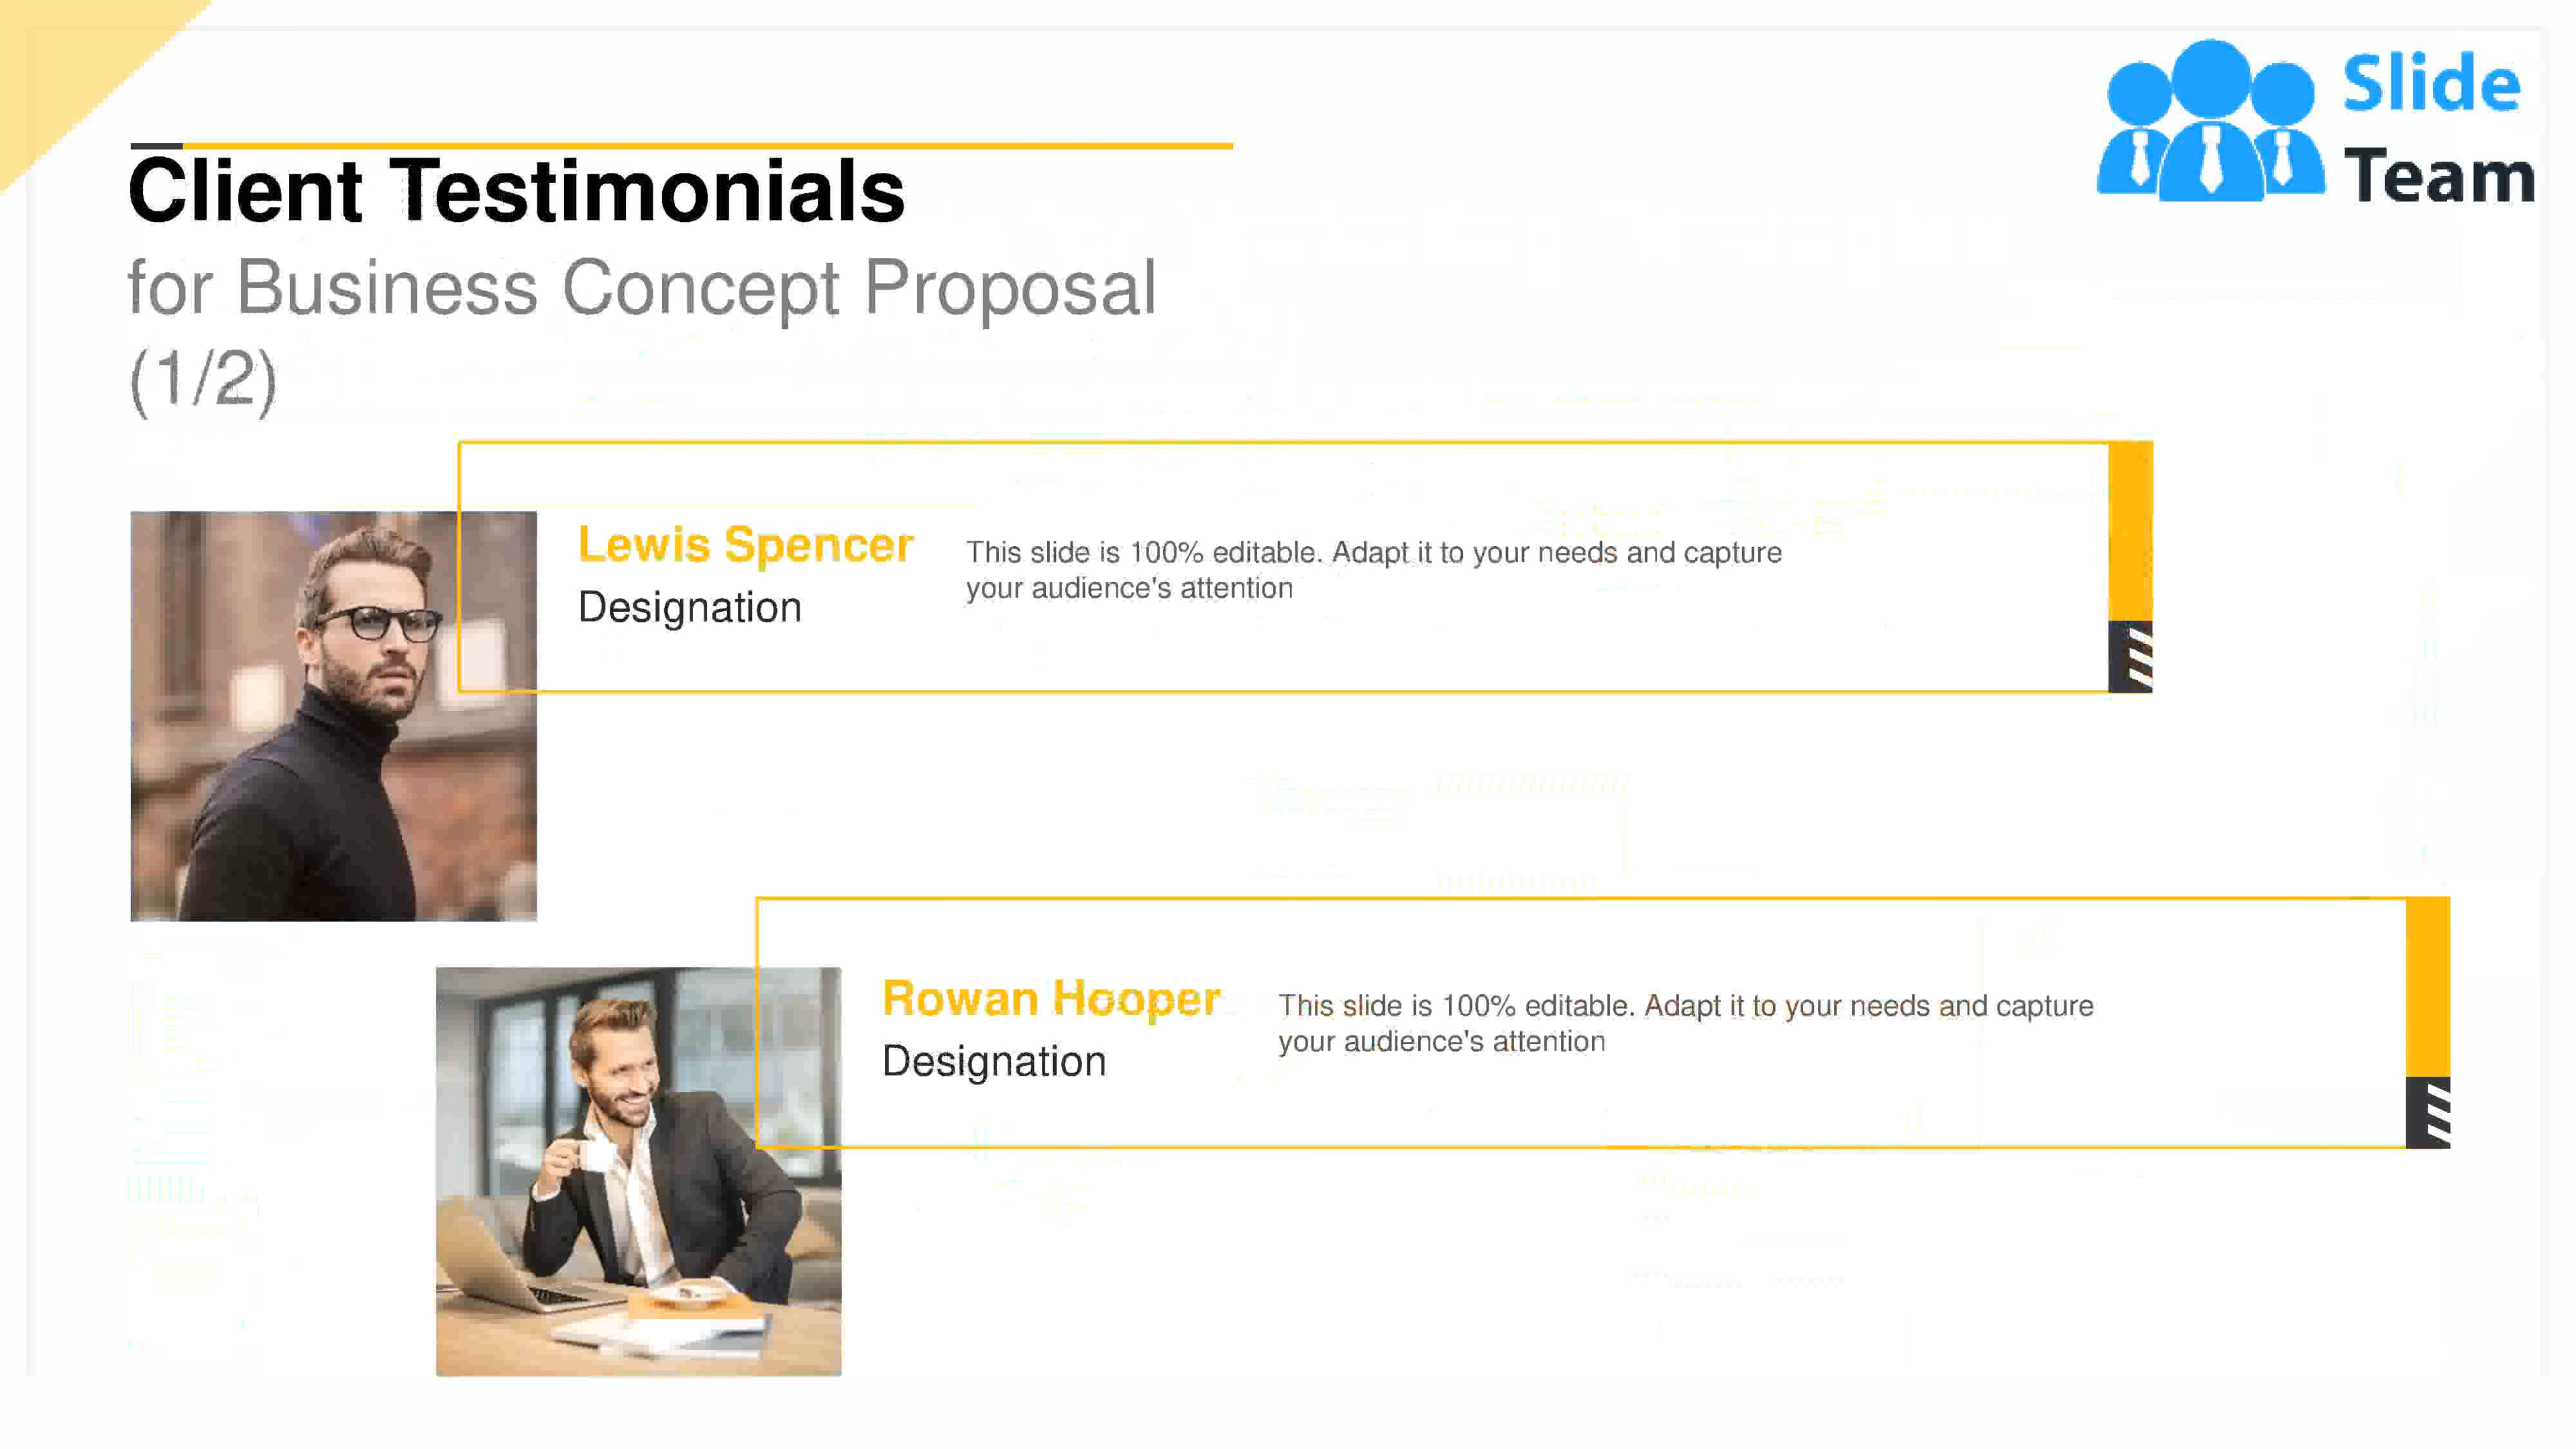 Slide
Team
Client Testimonials
for Business Concept Proposal
(1/2)
Lewis Spencer
Designation
This slide is 100% editable. Adapt it to your needs and capture
your audience's attention
Rowan Hooper
Designation
This slide is 100% editable. Adapt it to your needs and capture
your audience's attention